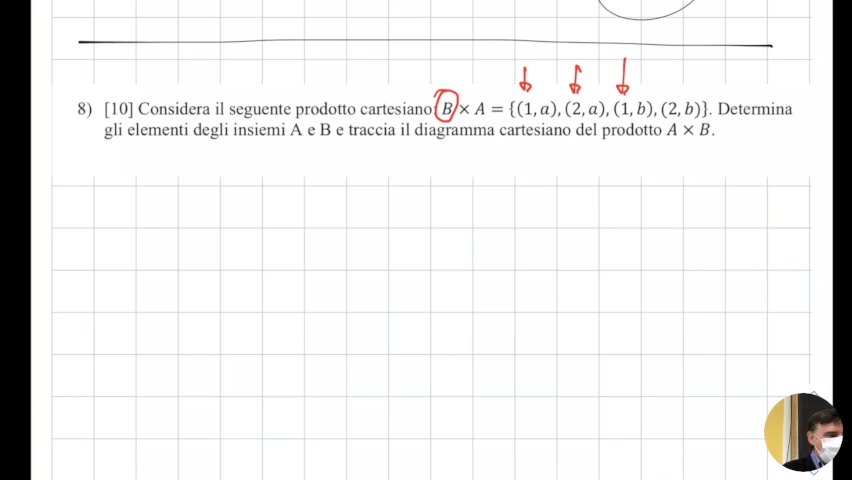 8) [10] Considera il seguente prodotto cartesiano: B × A = {(1, a), (2, a), (1, b), (2, b)}. Determina
gli elementi degli insiemi A e B e traccia il diagramma cartesiano del prodotto A × B.